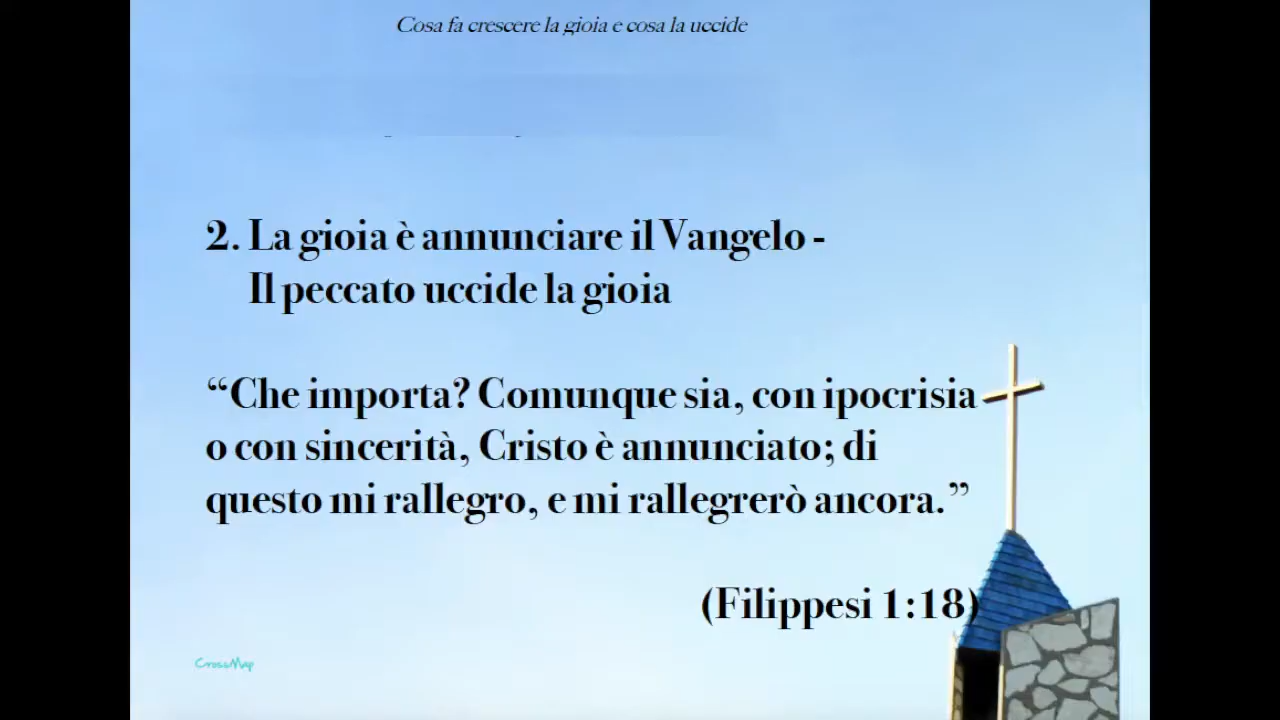 Cosa fa crescere la gioia e cosa la uccide
2. La gioia è annunciare il Vangelo -
Il peccato uccide la gioia
“Che importa? Comunque sia, con ipocrisia
o con sincerità, Cristo è annunciato; di
questo mi rallegro, e mi rallegrerò ancora.”
(Filippesi 1:18)
CrossMap